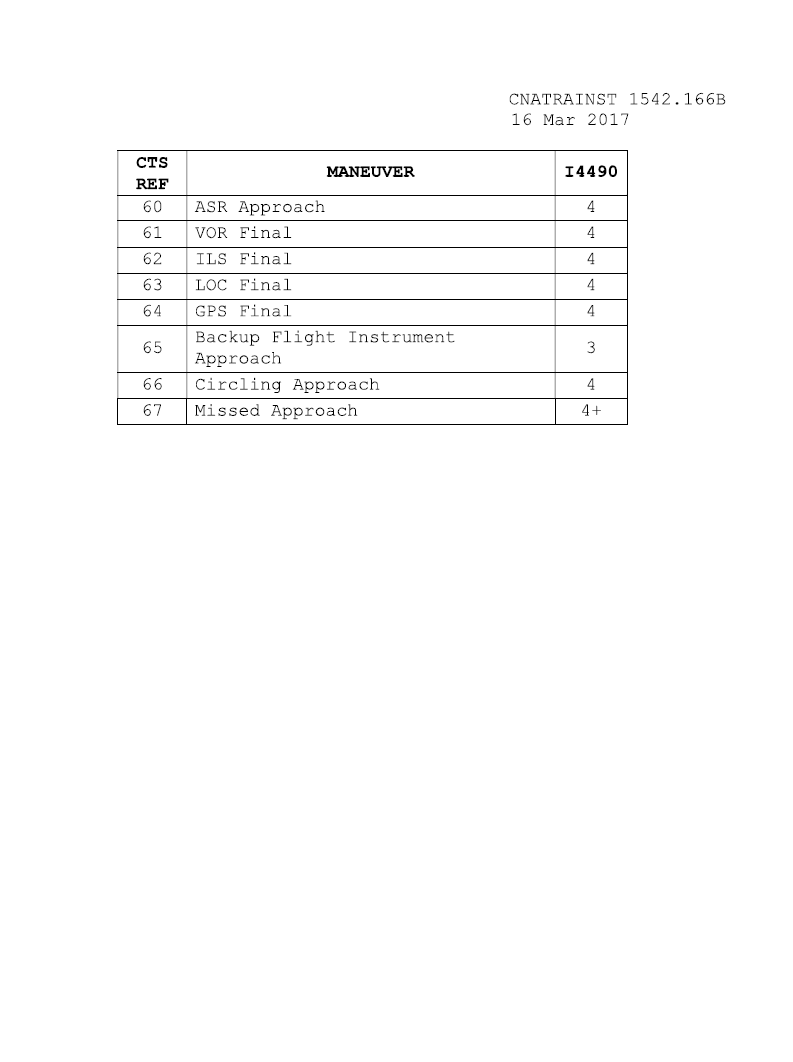 CNATRAINST 1542.166B
16 Mar 2017
CTS REF MANEUVER I4490
60 ASR Approach 4
61 VOR Final 4
62 ILS Final 4
63 LOC Final 4
64 GPS Final 4
65 Backup Flight Instrument Approach 3
66 Circling Approach 4
67 Missed Approach 4+